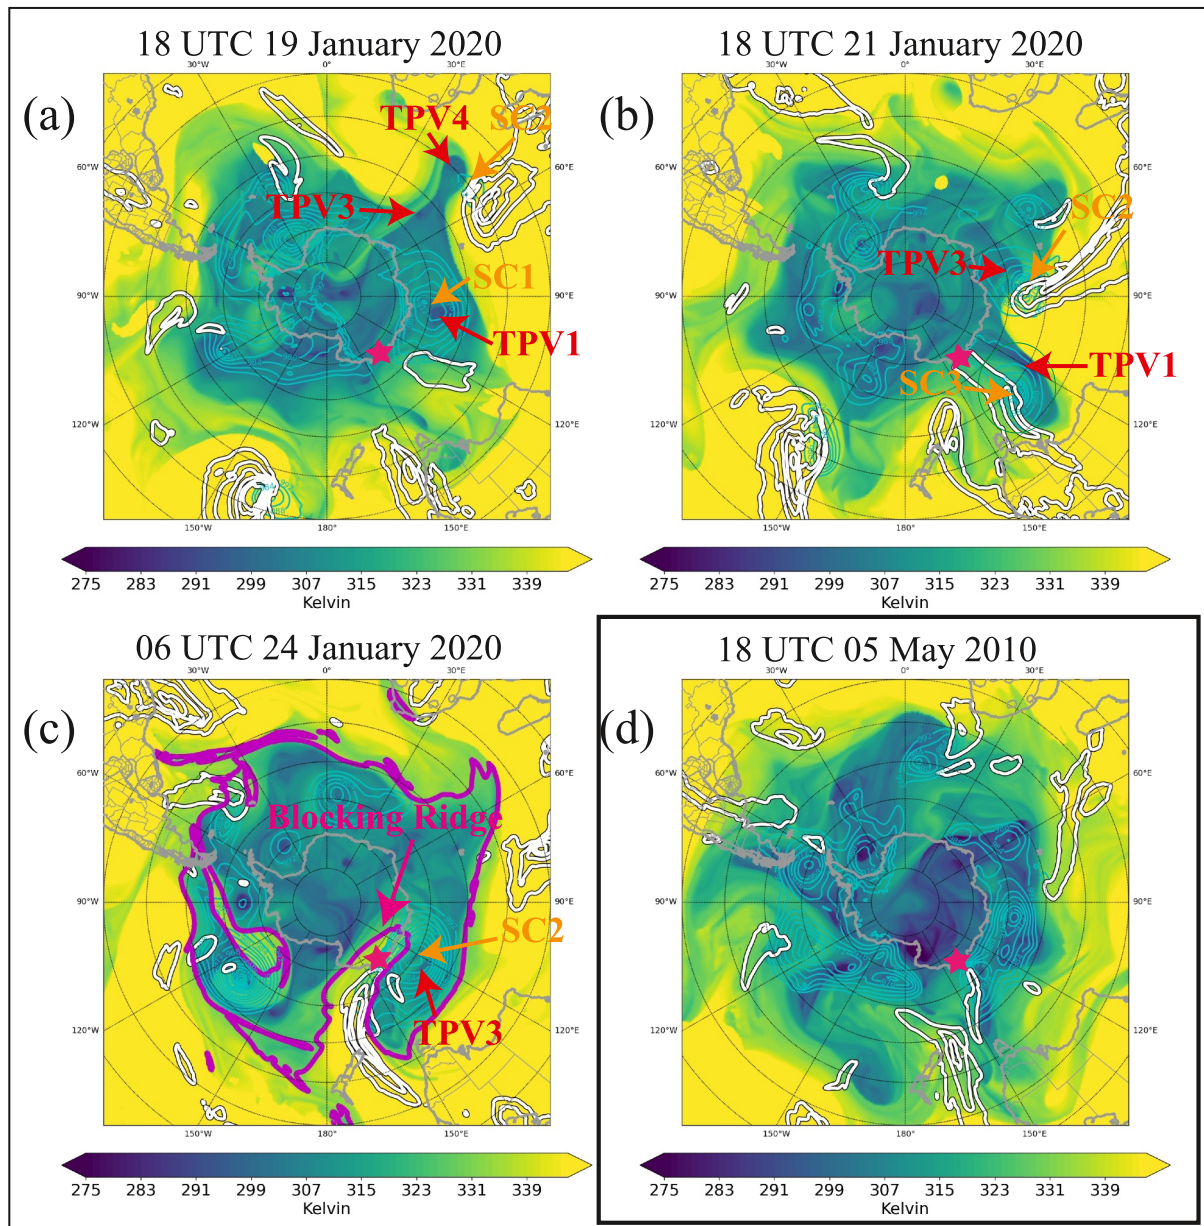 18 UTC 19 January 2020
18 UTC 21 January 2020
(a)
30°W
0°
30°E
60°W
60°E
90°W
90°E
120°W
120°E
150°W
180°
150°E
TPV4
SC2
TPV3
SC1
TPV1
275 283 291 299 307 315 323 331 339
Kelvin
(b)
30°W
0°
30°E
60°W
60°E
90°W
90°E
120°W
120°E
150°W
180°
150°E
SC2
TPV3
TPV1
SC3
275 283 291 299 307 315 323 331 339
Kelvin
06 UTC 24 January 2020
18 UTC 05 May 2010
(c)
30°W
0°
30°E
60°W
60°E
90°W
90°E
120°W
120°E
150°W
180°
150°E
Blocking Ridge
SC2
TPV3
275 283 291 299 307 315 323 331 339
Kelvin
(d)
30°W
0°
30°E
60°W
60°E
90°W
90°E
120°W
120°E
150°W
180°
150°E
275 283 291 299 307 315 323 331 339
Kelvin